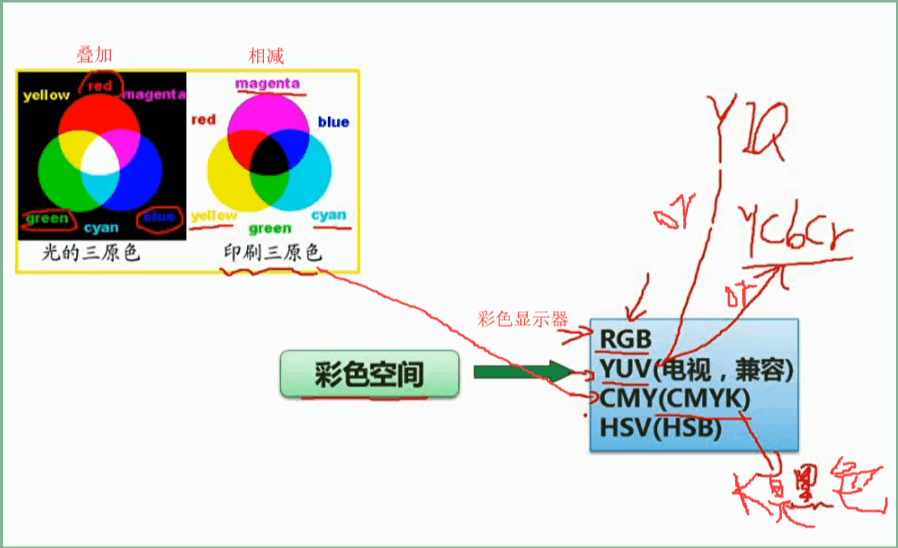 叠加
相减
red
yellow
magenta
green
blue
cyan
光的三原色
magenta
red
blue
yellow
cyan
green
印刷三原色
YIQ
or
YCbCr
or
彩色显示器
彩色空间
RGB
YUV(电视，兼容)
CMY(CMYK)
HSV(HSB)
K是黑色